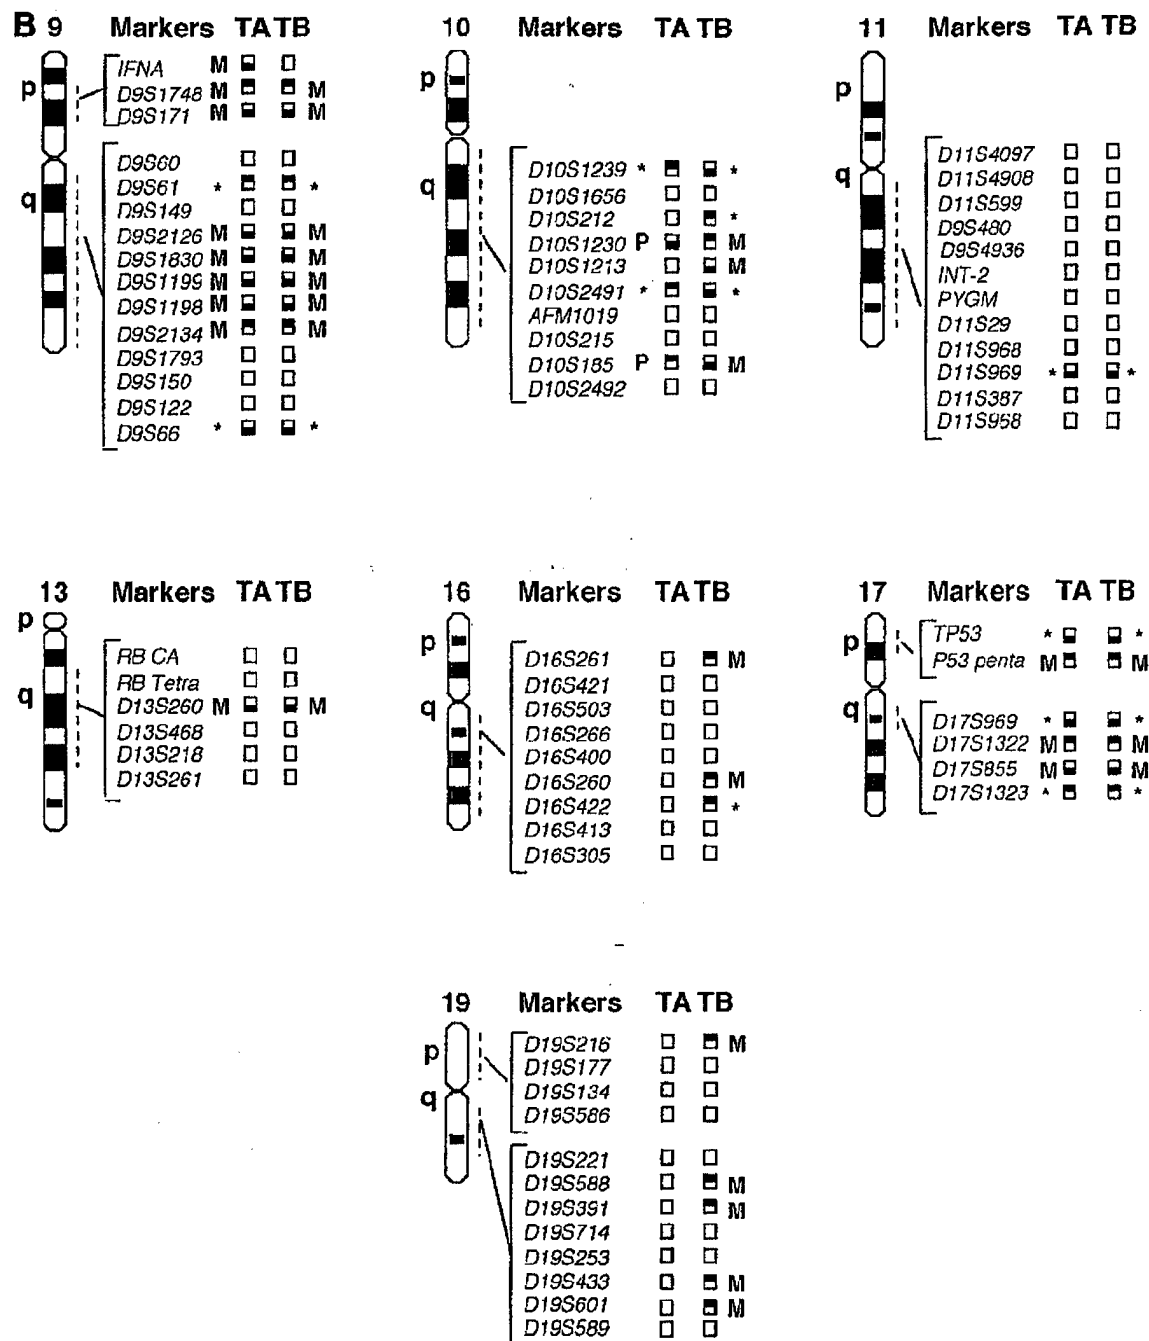 B 9 Markers TA TB
p
q
IFNA M
D9S1748 M M
D9S171 M M
D9S60
D9S61 * *
D9S149
D9S2126 M M
D9S1830 M M
D9S1199 M M
D9S1198 M M
D9S2134 M M
D9S1793
D9S150
D9S122
D9S66 * *
10 Markers TA TB
p
q
D10S1239 * *
D10S1656
D10S212 *
D10S1230 P M
D10S1213 M
D10S2491 * *
AFM1019
D10S215
D10S185 P M
D10S2492
11 Markers TA TB
p
q
D11S4097
D11S4908
D11S599
D9S480
D9S4936
INT-2
PYGM
D11S29
D11S968
D11S969 * *
D11S387
D11S958
13 Markers TA TB
p
q
RB CA
RB Tetra
D13S260 M M
D13S468
D13S218
D13S261
16 Markers TA TB
p
q
D16S261 M
D16S421
D16S503
D16S266
D16S400
D16S260 M
D16S422 *
D16S413
D16S305
17 Markers TA TB
p
q
TP53 * *
P53 penta M M
D17S969 * *
D17S1322 M M
D17S855 M M
D17S1323 * *
19 Markers TA TB
p
q
D19S216 M
D19S177
D19S134
D19S586
D19S221
D19S588 M
D19S391 M
D19S714
D19S253
D19S433 M
D19S601 M
D19S589